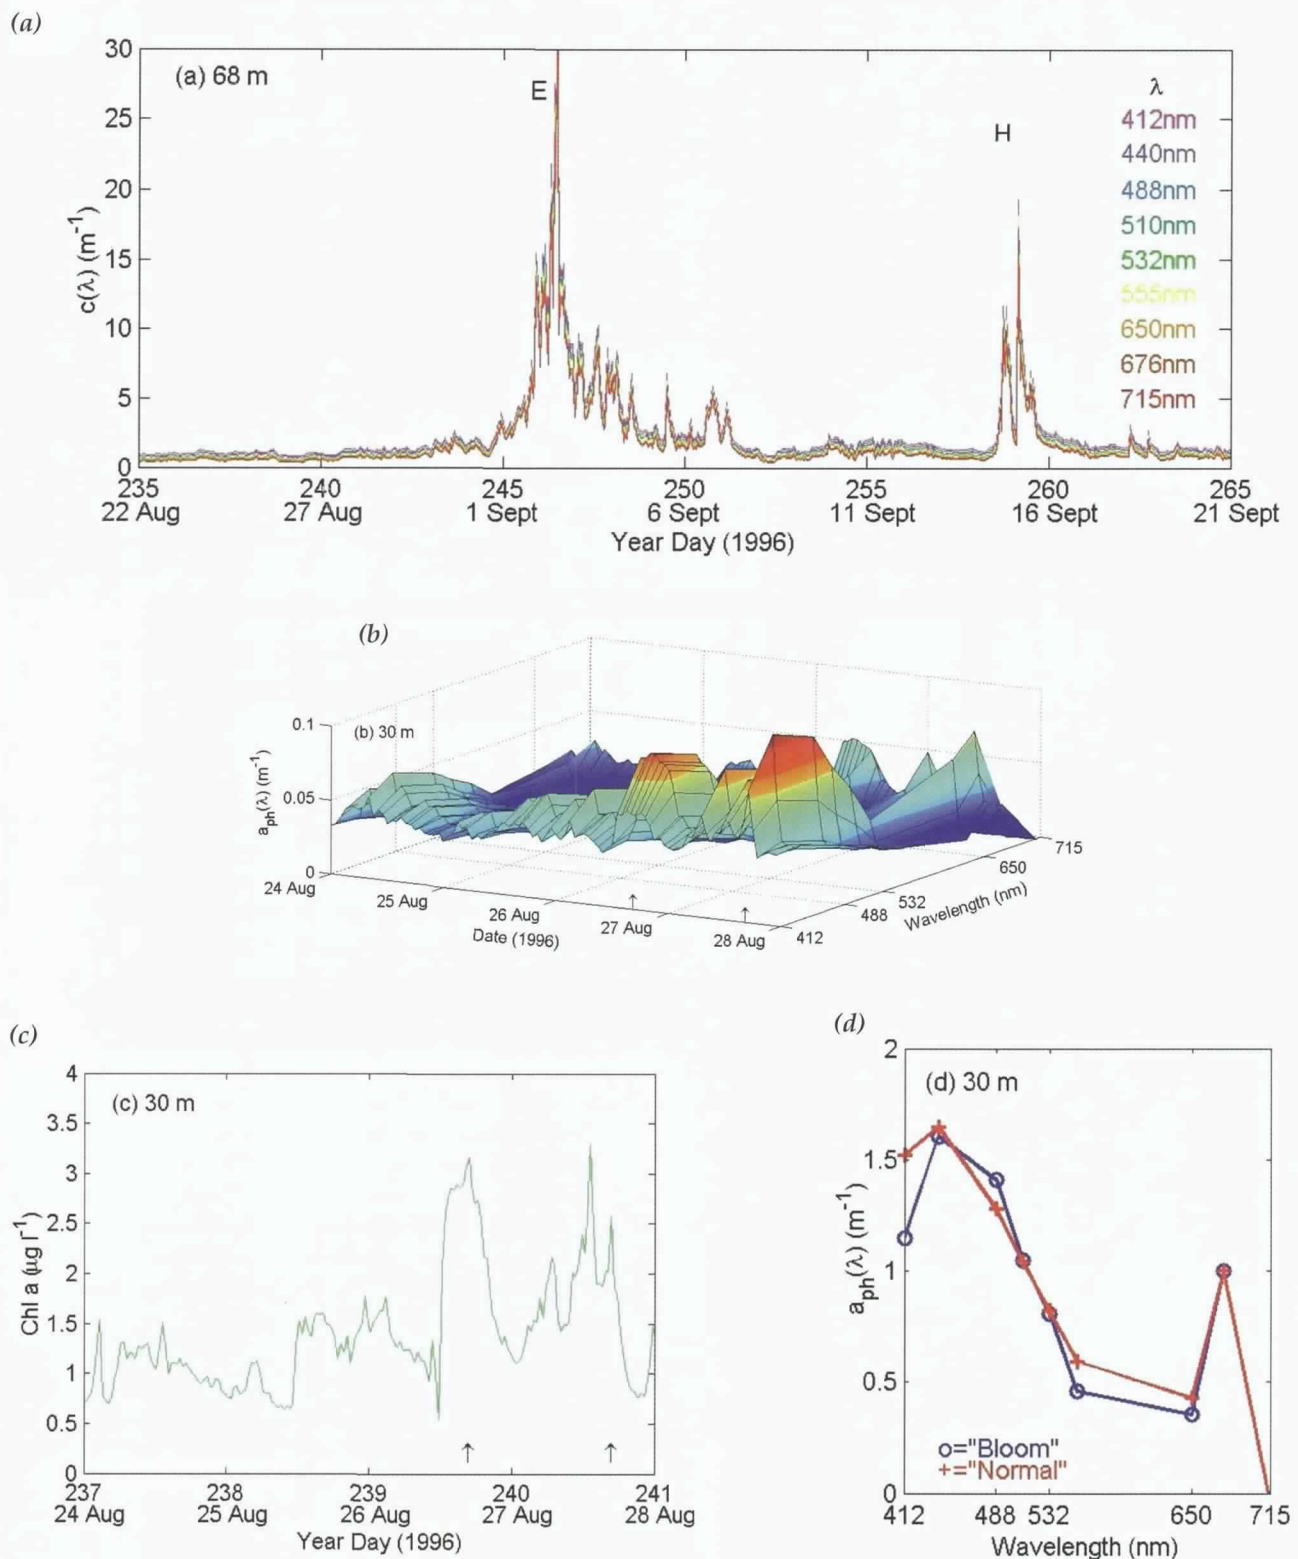 (a)
(a) 68 m
E
H
λ
412nm
440nm
488nm
510nm
532nm
555nm
650nm
676nm
715nm
30
25
20
15
10
5
0
c(λ) (m⁻¹)
235 240 245 250 255 260 265
22 Aug 27 Aug 1 Sept 6 Sept 11 Sept 16 Sept 21 Sept
Year Day (1996)
(b)
(b) 30 m
0.1
0.05
0
aph(λ) (m⁻¹)
24 Aug
25 Aug
26 Aug
27 Aug
28 Aug
Date (1996)
412
488
532
650
715
Wavelength (nm)
(c)
(c) 30 m
4
3.5
3
2.5
2
1.5
1
0.5
0
Chl a (µg l⁻¹)
↑ ↑
237 238 239 240 241
24 Aug 25 Aug 26 Aug 27 Aug 28 Aug
Year Day (1996)
(d)
(d) 30 m
2
1.5
1
0.5
0
aph(λ) (m⁻¹)
o="Bloom"
+="Normal"
412 488 532 650 715
Wavelength (nm)